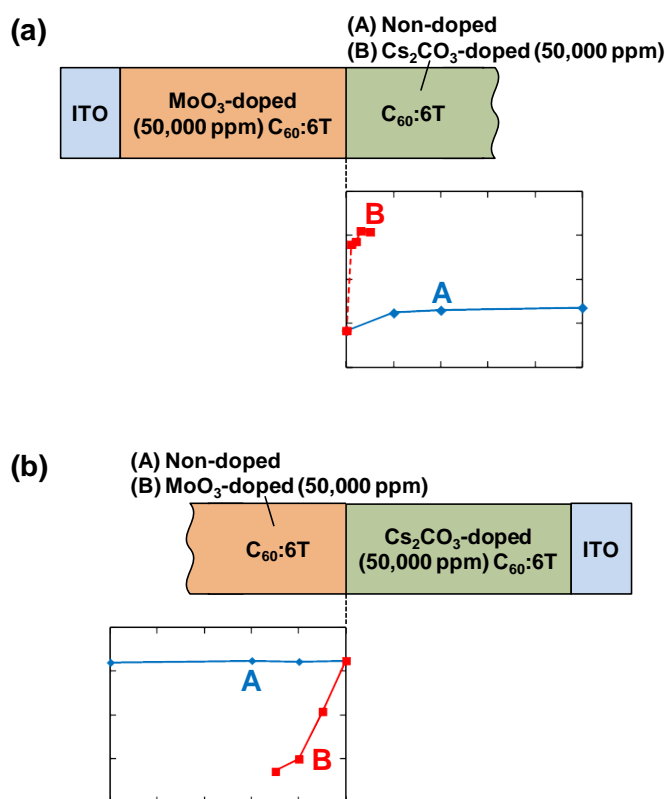 (a)
(A) Non-doped
(B) Cs₂CO₃-doped (50,000 ppm)
ITO
MoO₃-doped
(50,000 ppm) C₆₀:6T
C₆₀:6T
B
A
(b)
(A) Non-doped
(B) MoO₃-doped (50,000 ppm)
C₆₀:6T
Cs₂CO₃-doped
(50,000 ppm) C₆₀:6T
ITO
A
B